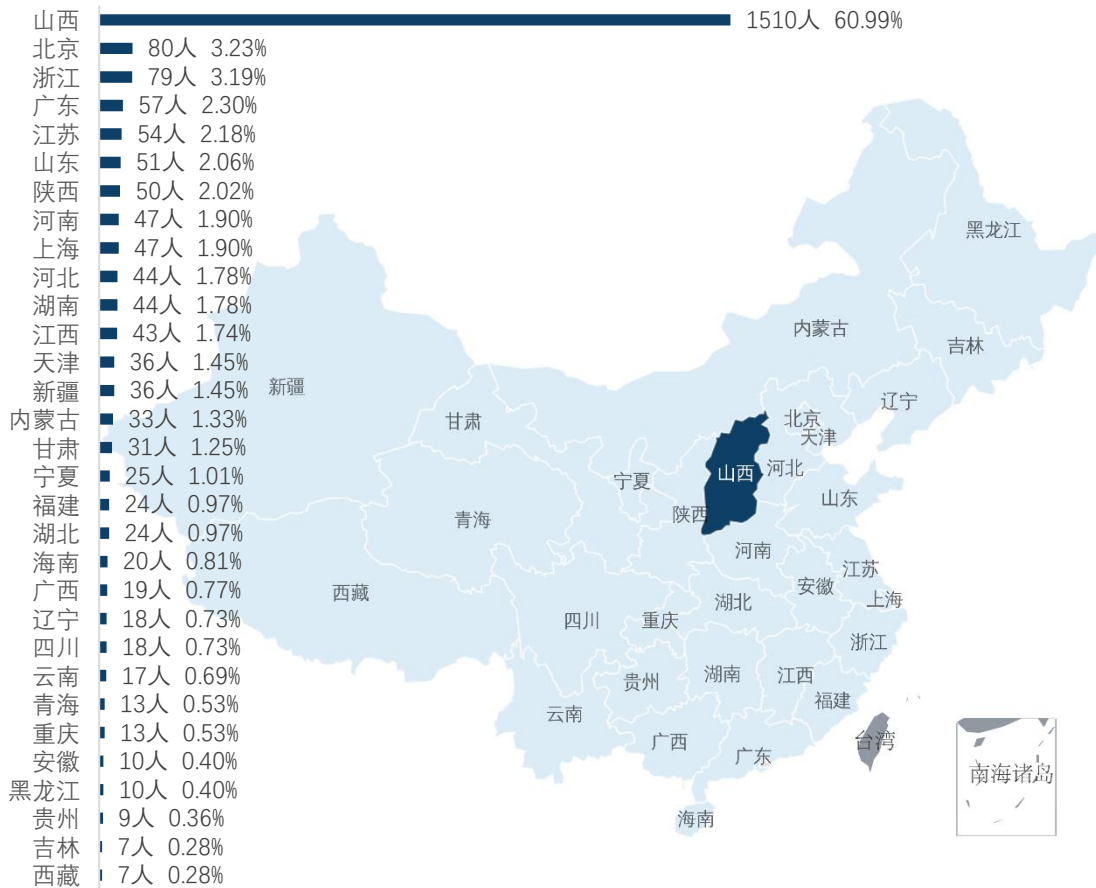 山西 1510人 60.99%
北京 80人 3.23%
浙江 79人 3.19%
广东 57人 2.30%
江苏 54人 2.18%
山东 51人 2.06%
陕西 50人 2.02%
河南 47人 1.90%
上海 47人 1.90%
河北 44人 1.78%
湖南 44人 1.78%
江西 43人 1.74%
天津 36人 1.45%
新疆 36人 1.45%
内蒙古 33人 1.33%
甘肃 31人 1.25%
宁夏 25人 1.01%
福建 24人 0.97%
湖北 24人 0.97%
海南 20人 0.81%
广西 19人 0.77%
辽宁 18人 0.73%
四川 18人 0.73%
云南 17人 0.69%
青海 13人 0.53%
重庆 13人 0.53%
安徽 10人 0.40%
黑龙江 10人 0.40%
贵州 9人 0.36%
吉林 7人 0.28%
西藏 7人 0.28%
黑龙江
内蒙古
吉林
新疆
辽宁
甘肃
北京
天津
河北
山西
宁夏
山东
陕西
青海
河南
江苏
安徽
西藏
上海
湖北
四川
重庆
浙江
湖南
江西
贵州
福建
云南
广西
台湾
广东
南海诸岛
海南